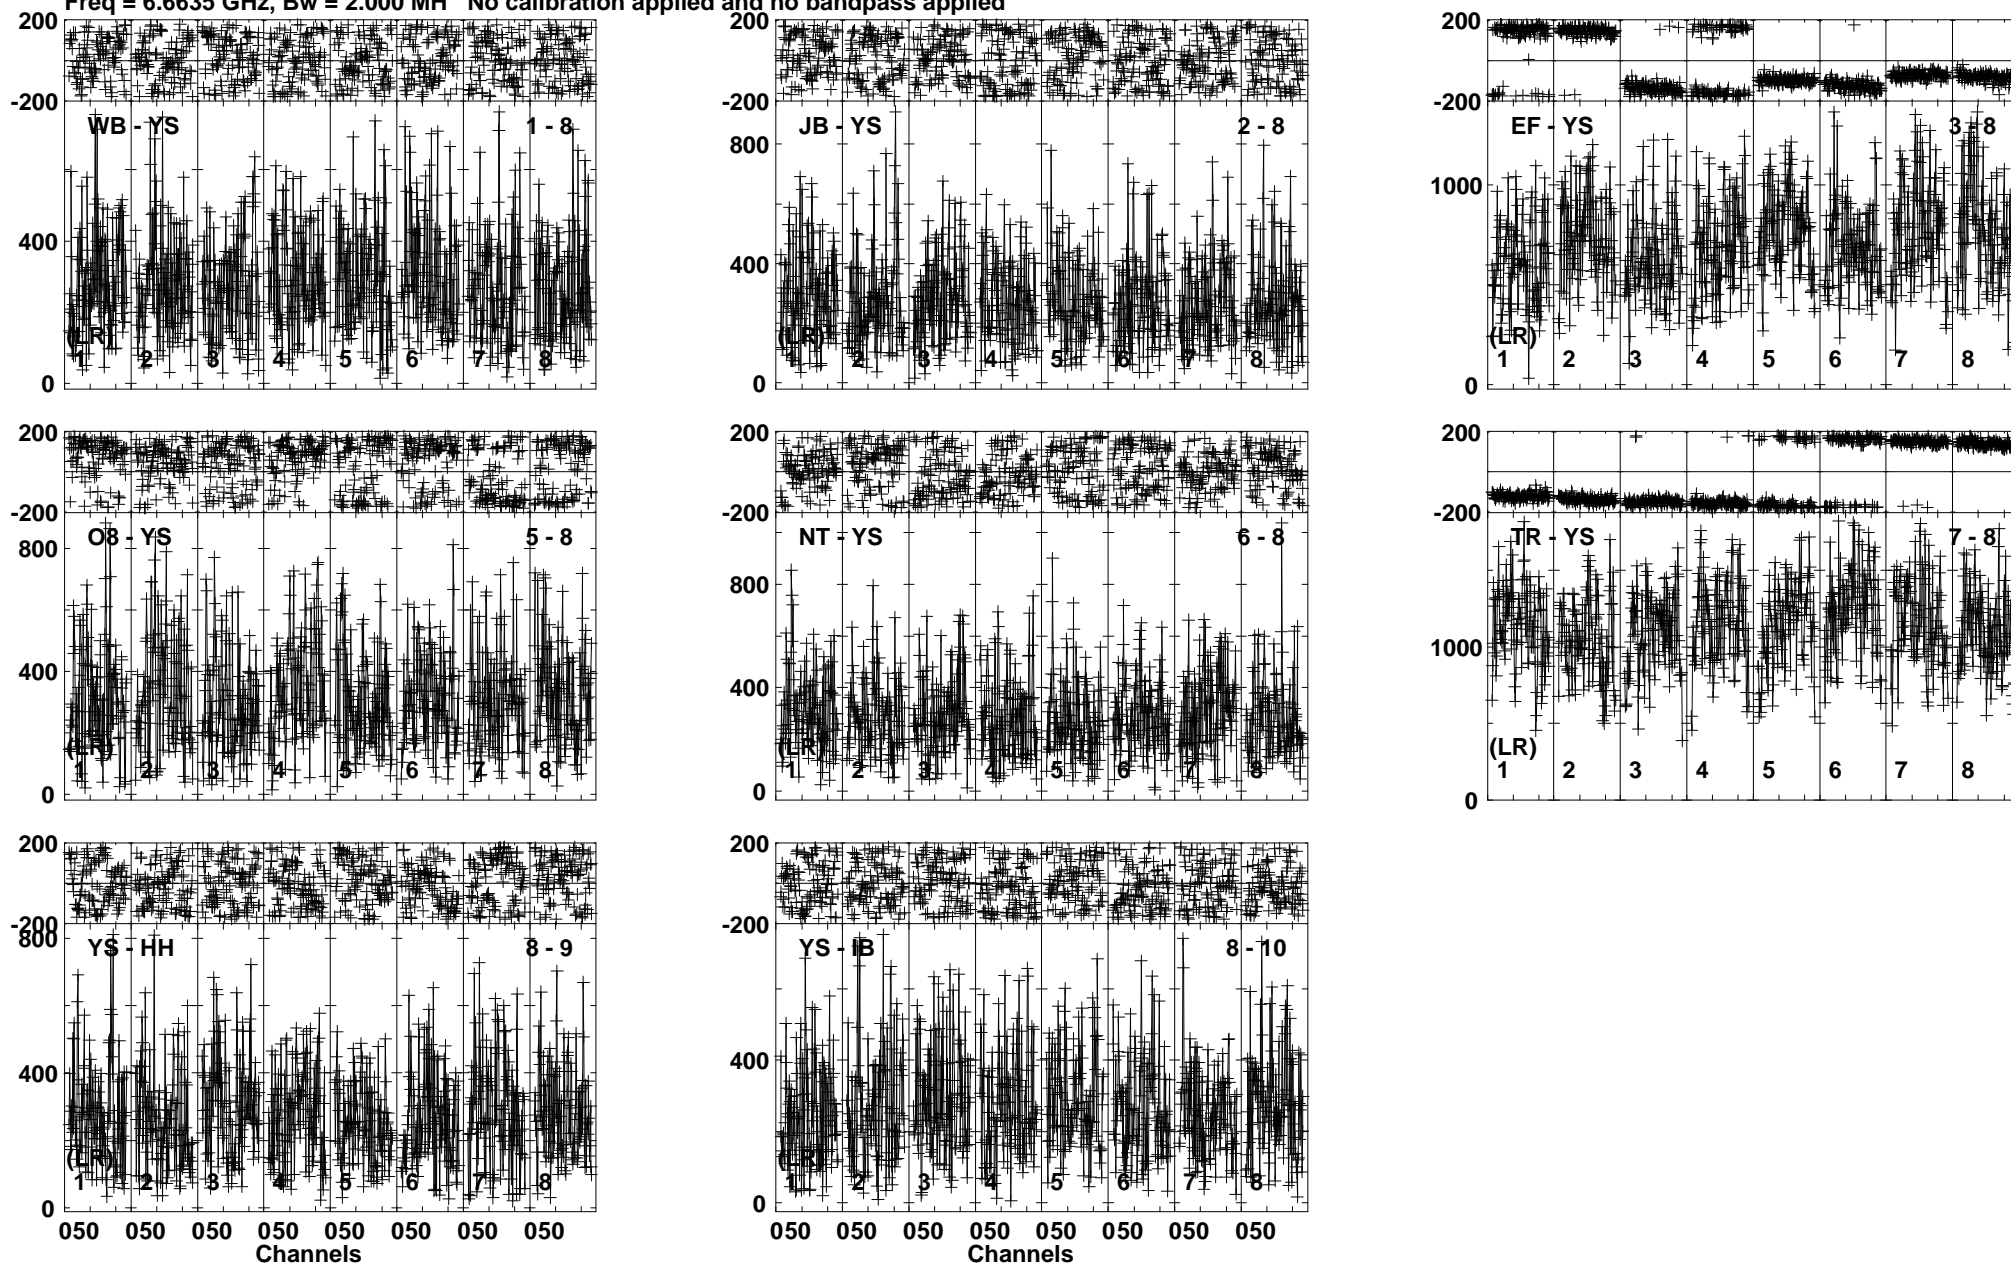 Freq = 6.6635 GHz, Bw = 2.000 MH No calibration applied and no bandpass applied
200
-200
WB - YS 1 - 8
400
0
(LR)
1 2 3 4 5 6 7 8
200
-200
JB - YS 2 - 8
800
400
0
(LR)
1 2 3 4 5 6 7 8
200
-200
EF - YS 3 - 8
1000
0
(LR)
1 2 3 4 5 6 7 8
200
-200
O8 - YS 5 - 8
800
400
0
(LR)
1 2 3 4 5 6 7 8
200
-200
NT - YS 6 - 8
800
400
0
(LR)
1 2 3 4 5 6 7 8
200
-200
TR - YS 7 - 8
1000
0
(LR)
1 2 3 4 5 6 7 8
200
-200
800
YS - HH 8 - 9
400
0
(LR)
1 2 3 4 5 6 7 8
050 050 050 050 050 050 050 050
Channels
200
-200
YS - IB 8 - 10
400
0
(LR)
1 2 3 4 5 6 7 8
050 050 050 050 050 050 050 050
Channels